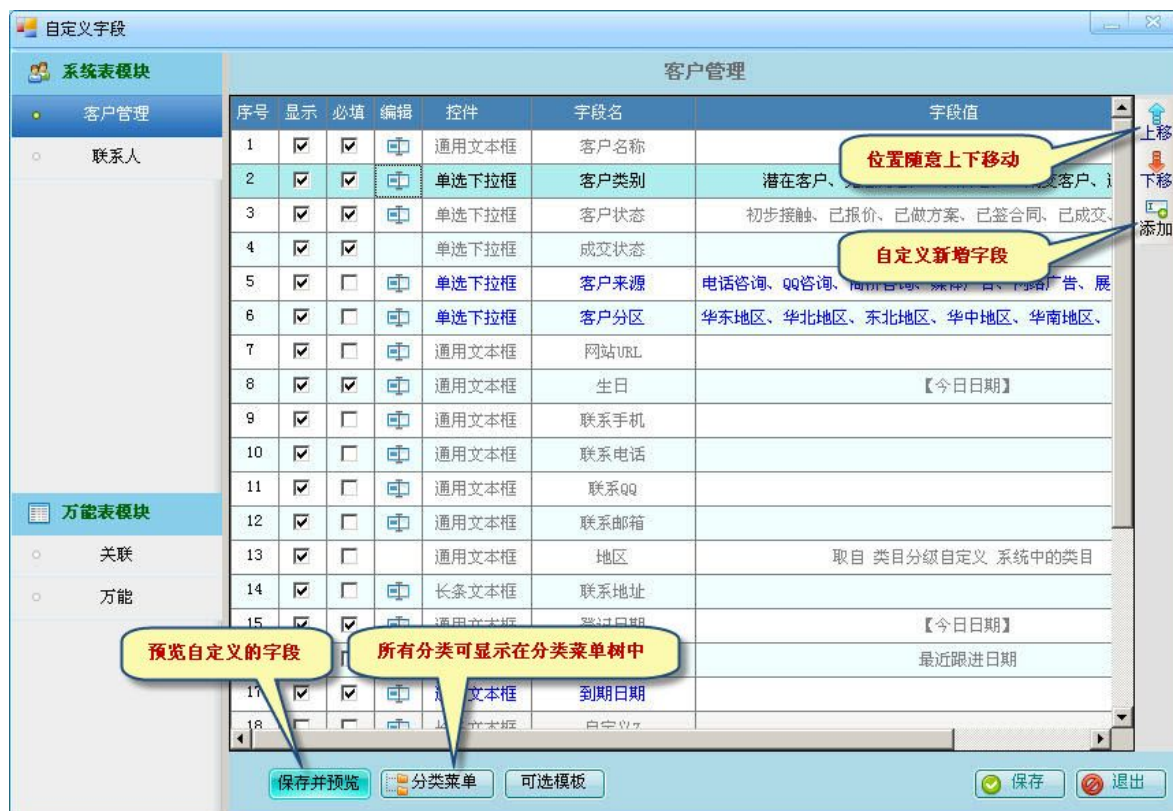 自定义字段
系统表模块
客户管理
客户管理
联系人
序号 显示 必填 编辑 控件 字段名 字段值
1 通用文本框 客户名称
2 单选下拉框 客户类别 潜在客户、
3 单选下拉框 客户状态 初步接触、已报价、已做方案、已签合同、已成交、
4 单选下拉框 成交状态
5 单选下拉框 客户来源 电话咨询、QQ咨询、
6 单选下拉框 客户分区 华东地区、华北地区、东北地区、华中地区、华南地区、
7 通用文本框 网站URL
8 通用文本框 生日 【今日日期】
9 通用文本框 联系手机
10 通用文本框 联系电话
11 通用文本框 联系QQ
12 通用文本框 联系邮箱
13 通用文本框 地区 取自 类目分级自定义 系统中的类目
14 长条文本框 联系地址
15 通用文本框 【今日日期】
最近跟进日期
17 文本框 到期日期
18
上移
下移
添加
位置随意上下移动
自定义新增字段
万能表模块
关联
万能
预览自定义的字段
所有分类可显示在分类菜单树中
保存并预览 分类菜单 可选模板 保存 退出